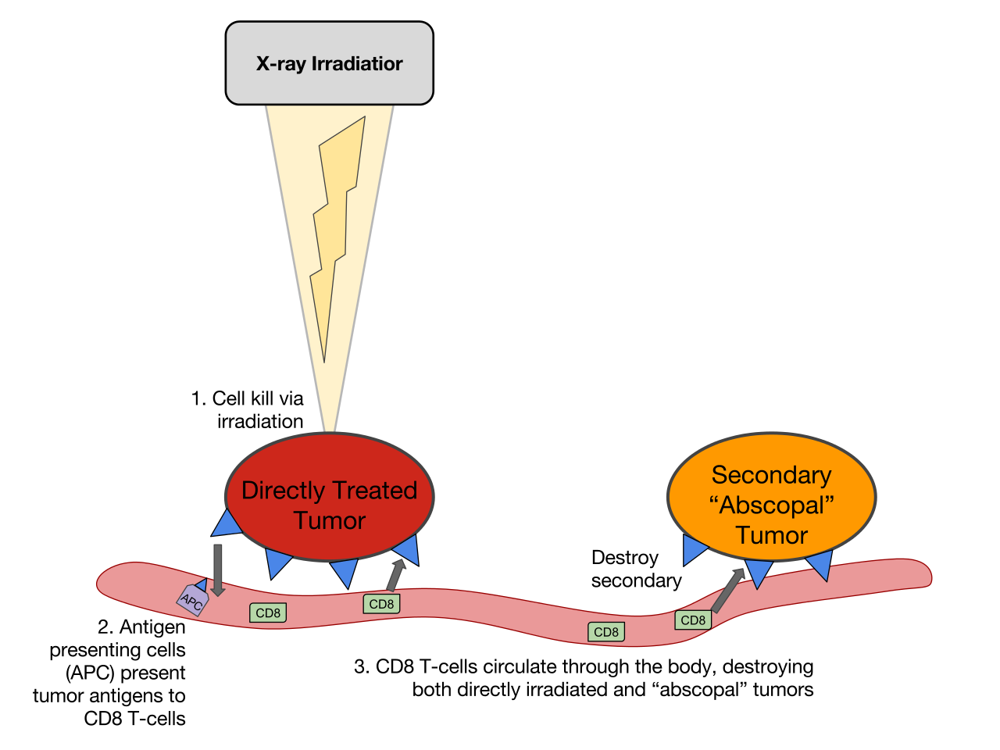 X-ray Irradiatior
1. Cell kill via
irradiation
Directly Treated
Tumor
Secondary
“Abscopal”
Tumor
Destroy
secondary
APC
CD8
CD8
CD8
CD8
2. Antigen
presenting cells
(APC) present
tumor antigens to
CD8 T-cells
3. CD8 T-cells circulate through the body, destroying
both directly irradiated and “abscopal” tumors